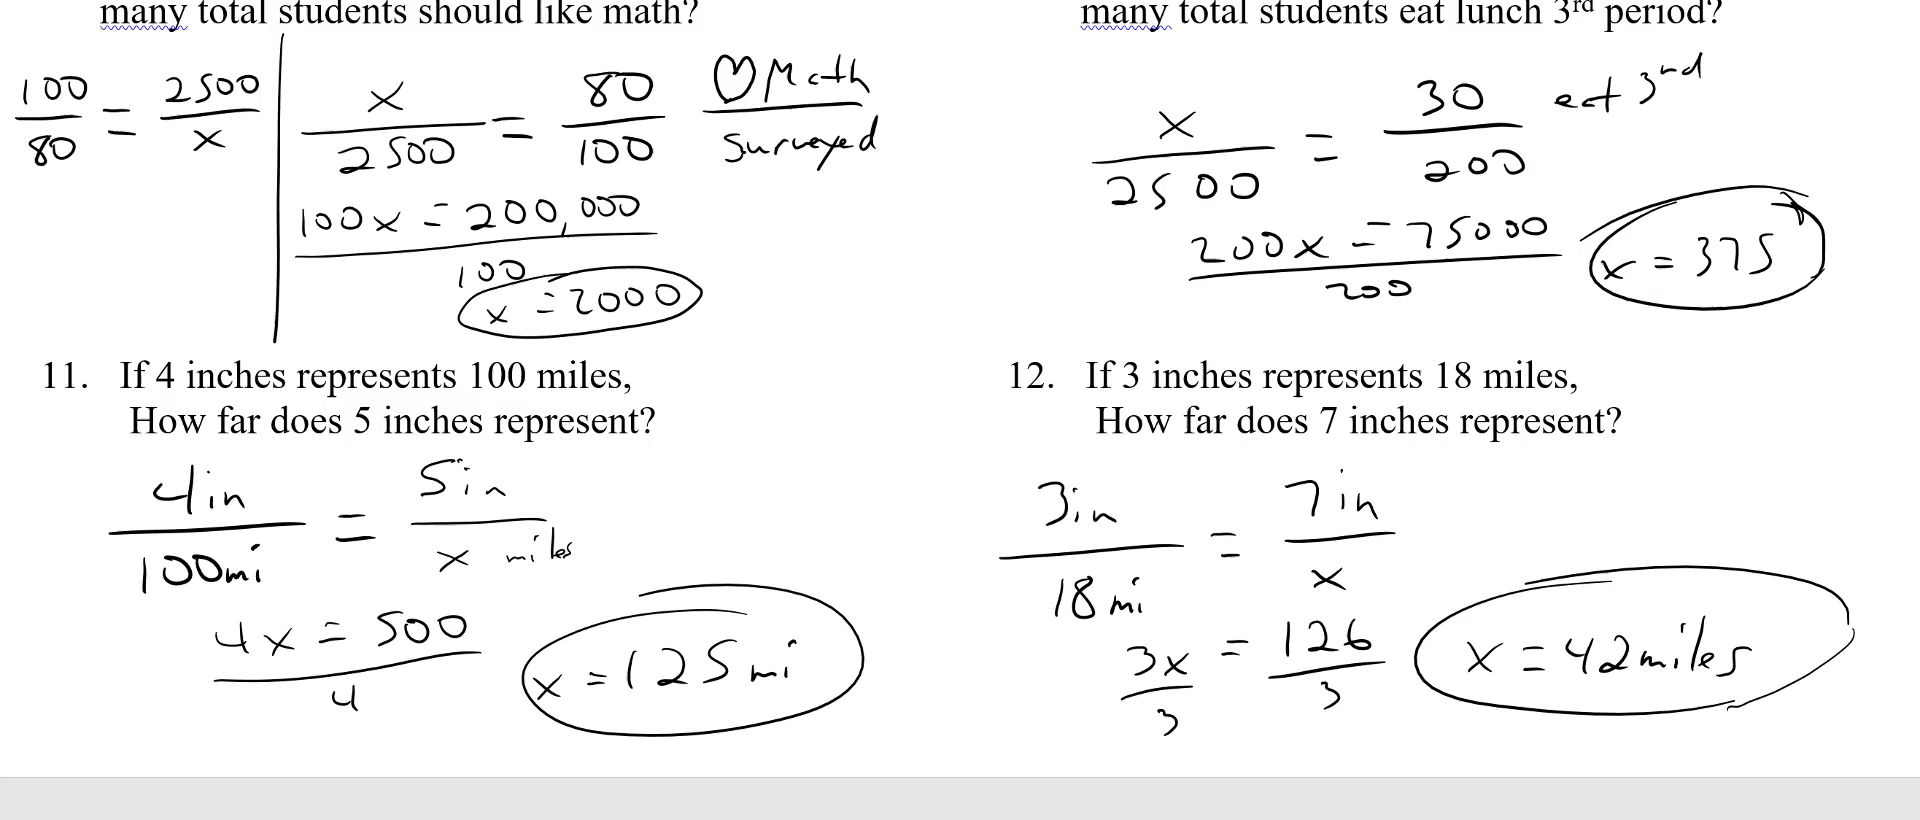 many total students should like math?
100/80 = 2500/x
x/2500 = 80/100 ♡ Math/Surveyed
100x = 200,000
100
x = 2000
many total students eat lunch 3rd period?
x/2500 = 30/200 eat 3rd
200x = 75000
200
x = 375
11. If 4 inches represents 100 miles,
How far does 5 inches represent?
4in/100mi = 5in/x miles
4x = 500
4
x = 125mi
12. If 3 inches represents 18 miles,
How far does 7 inches represent?
3in/18mi = 7in/x
3x/3 = 126/3
x = 42miles